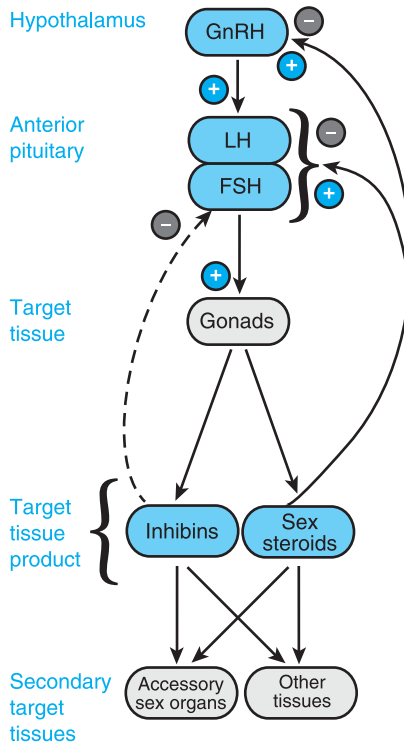 Hypothalamus
GnRH
−
+
+
Anterior
pituitary
LH
FSH
−
+
−
+
Target
tissue
Gonads
Target
tissue
product
Inhibins
Sex
steroids
Secondary
target
tissues
Accessory
sex organs
Other
tissues